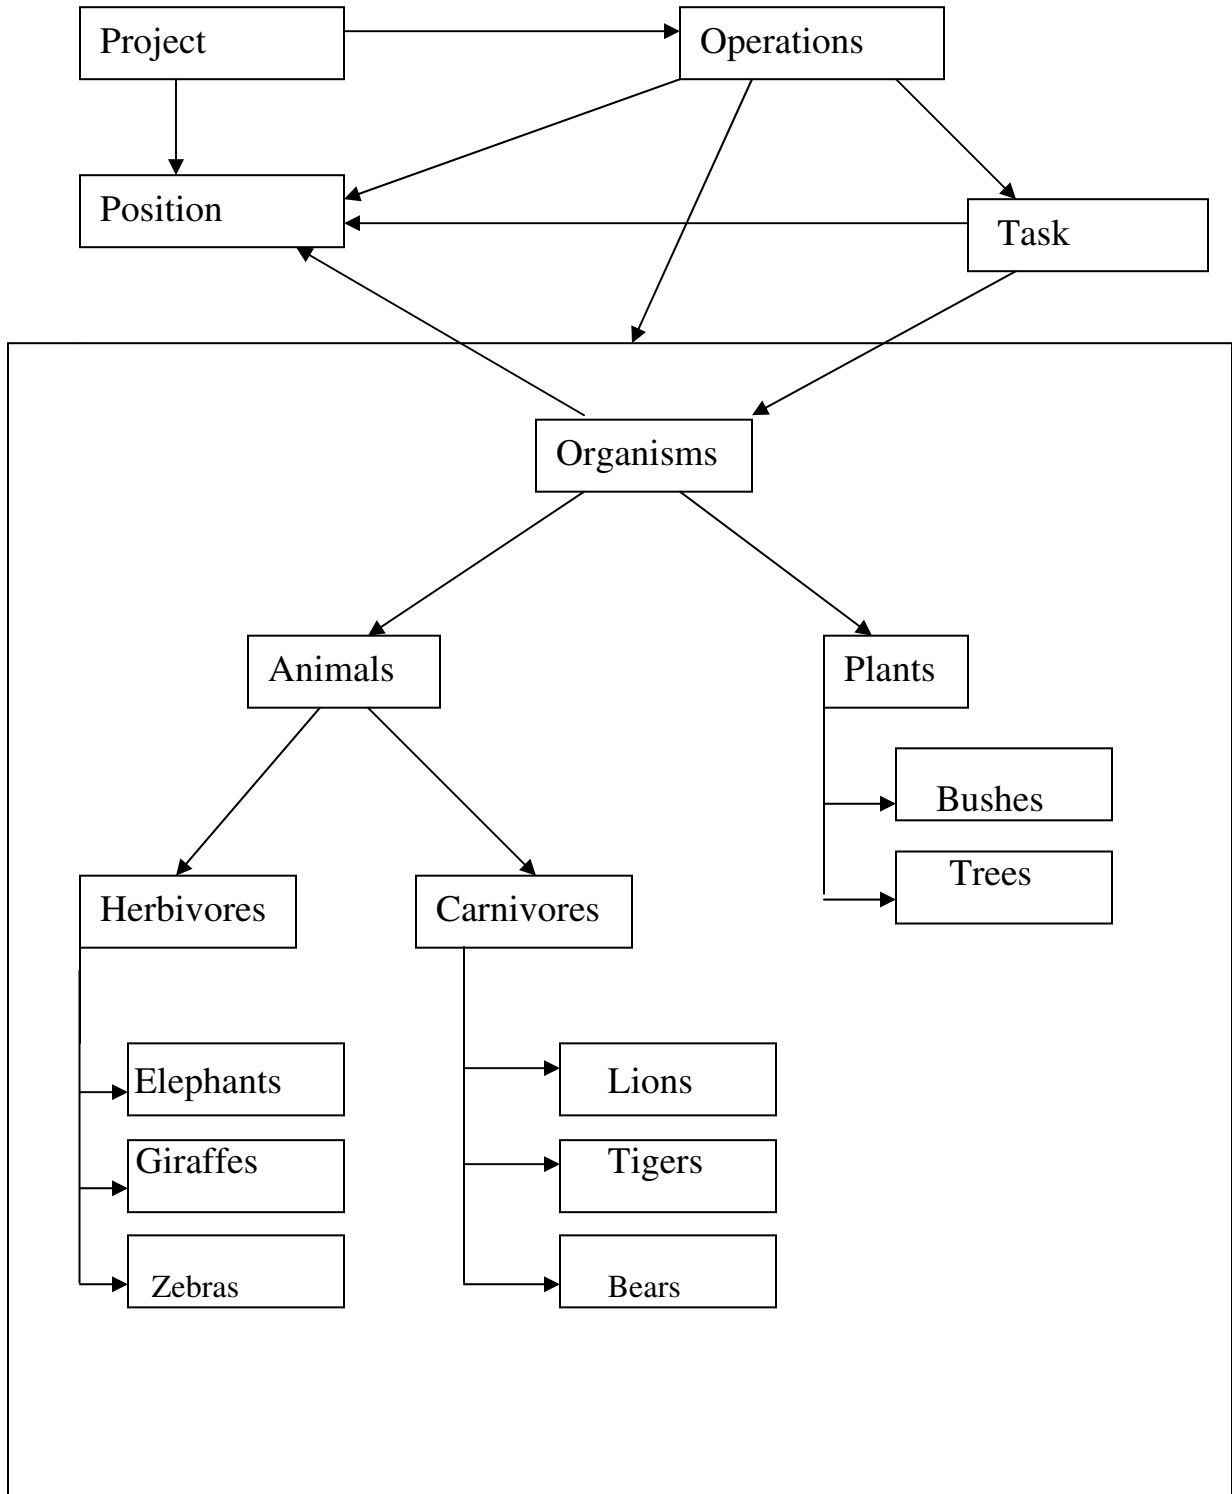 Project
Operations
Position
Task
Organisms
Animals
Plants
Bushes
Trees
Herbivores
Carnivores
Elephants
Lions
Giraffes
Tigers
Zebras
Bears